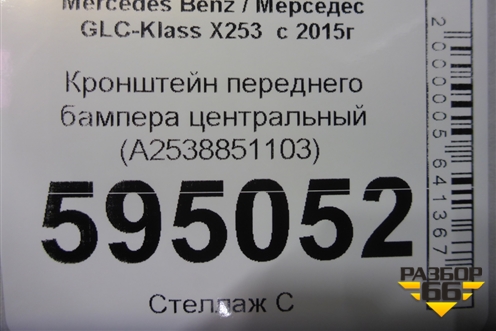 Mercedes Benz / Мерседес
GLC-Klass X253 с 2015г
Кронштейн переднего
бампера центральный
(A2538851103)
595052
Стеллаж С
2000005641367
РАЗБОР
66